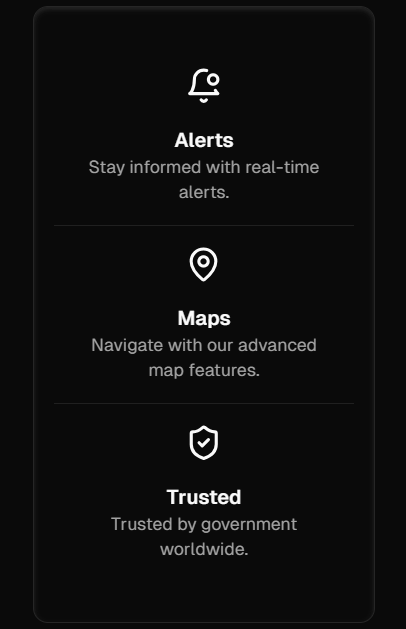 Alerts
Stay informed with real-time
alerts.
Maps
Navigate with our advanced
map features.
Trusted
Trusted by government
worldwide.